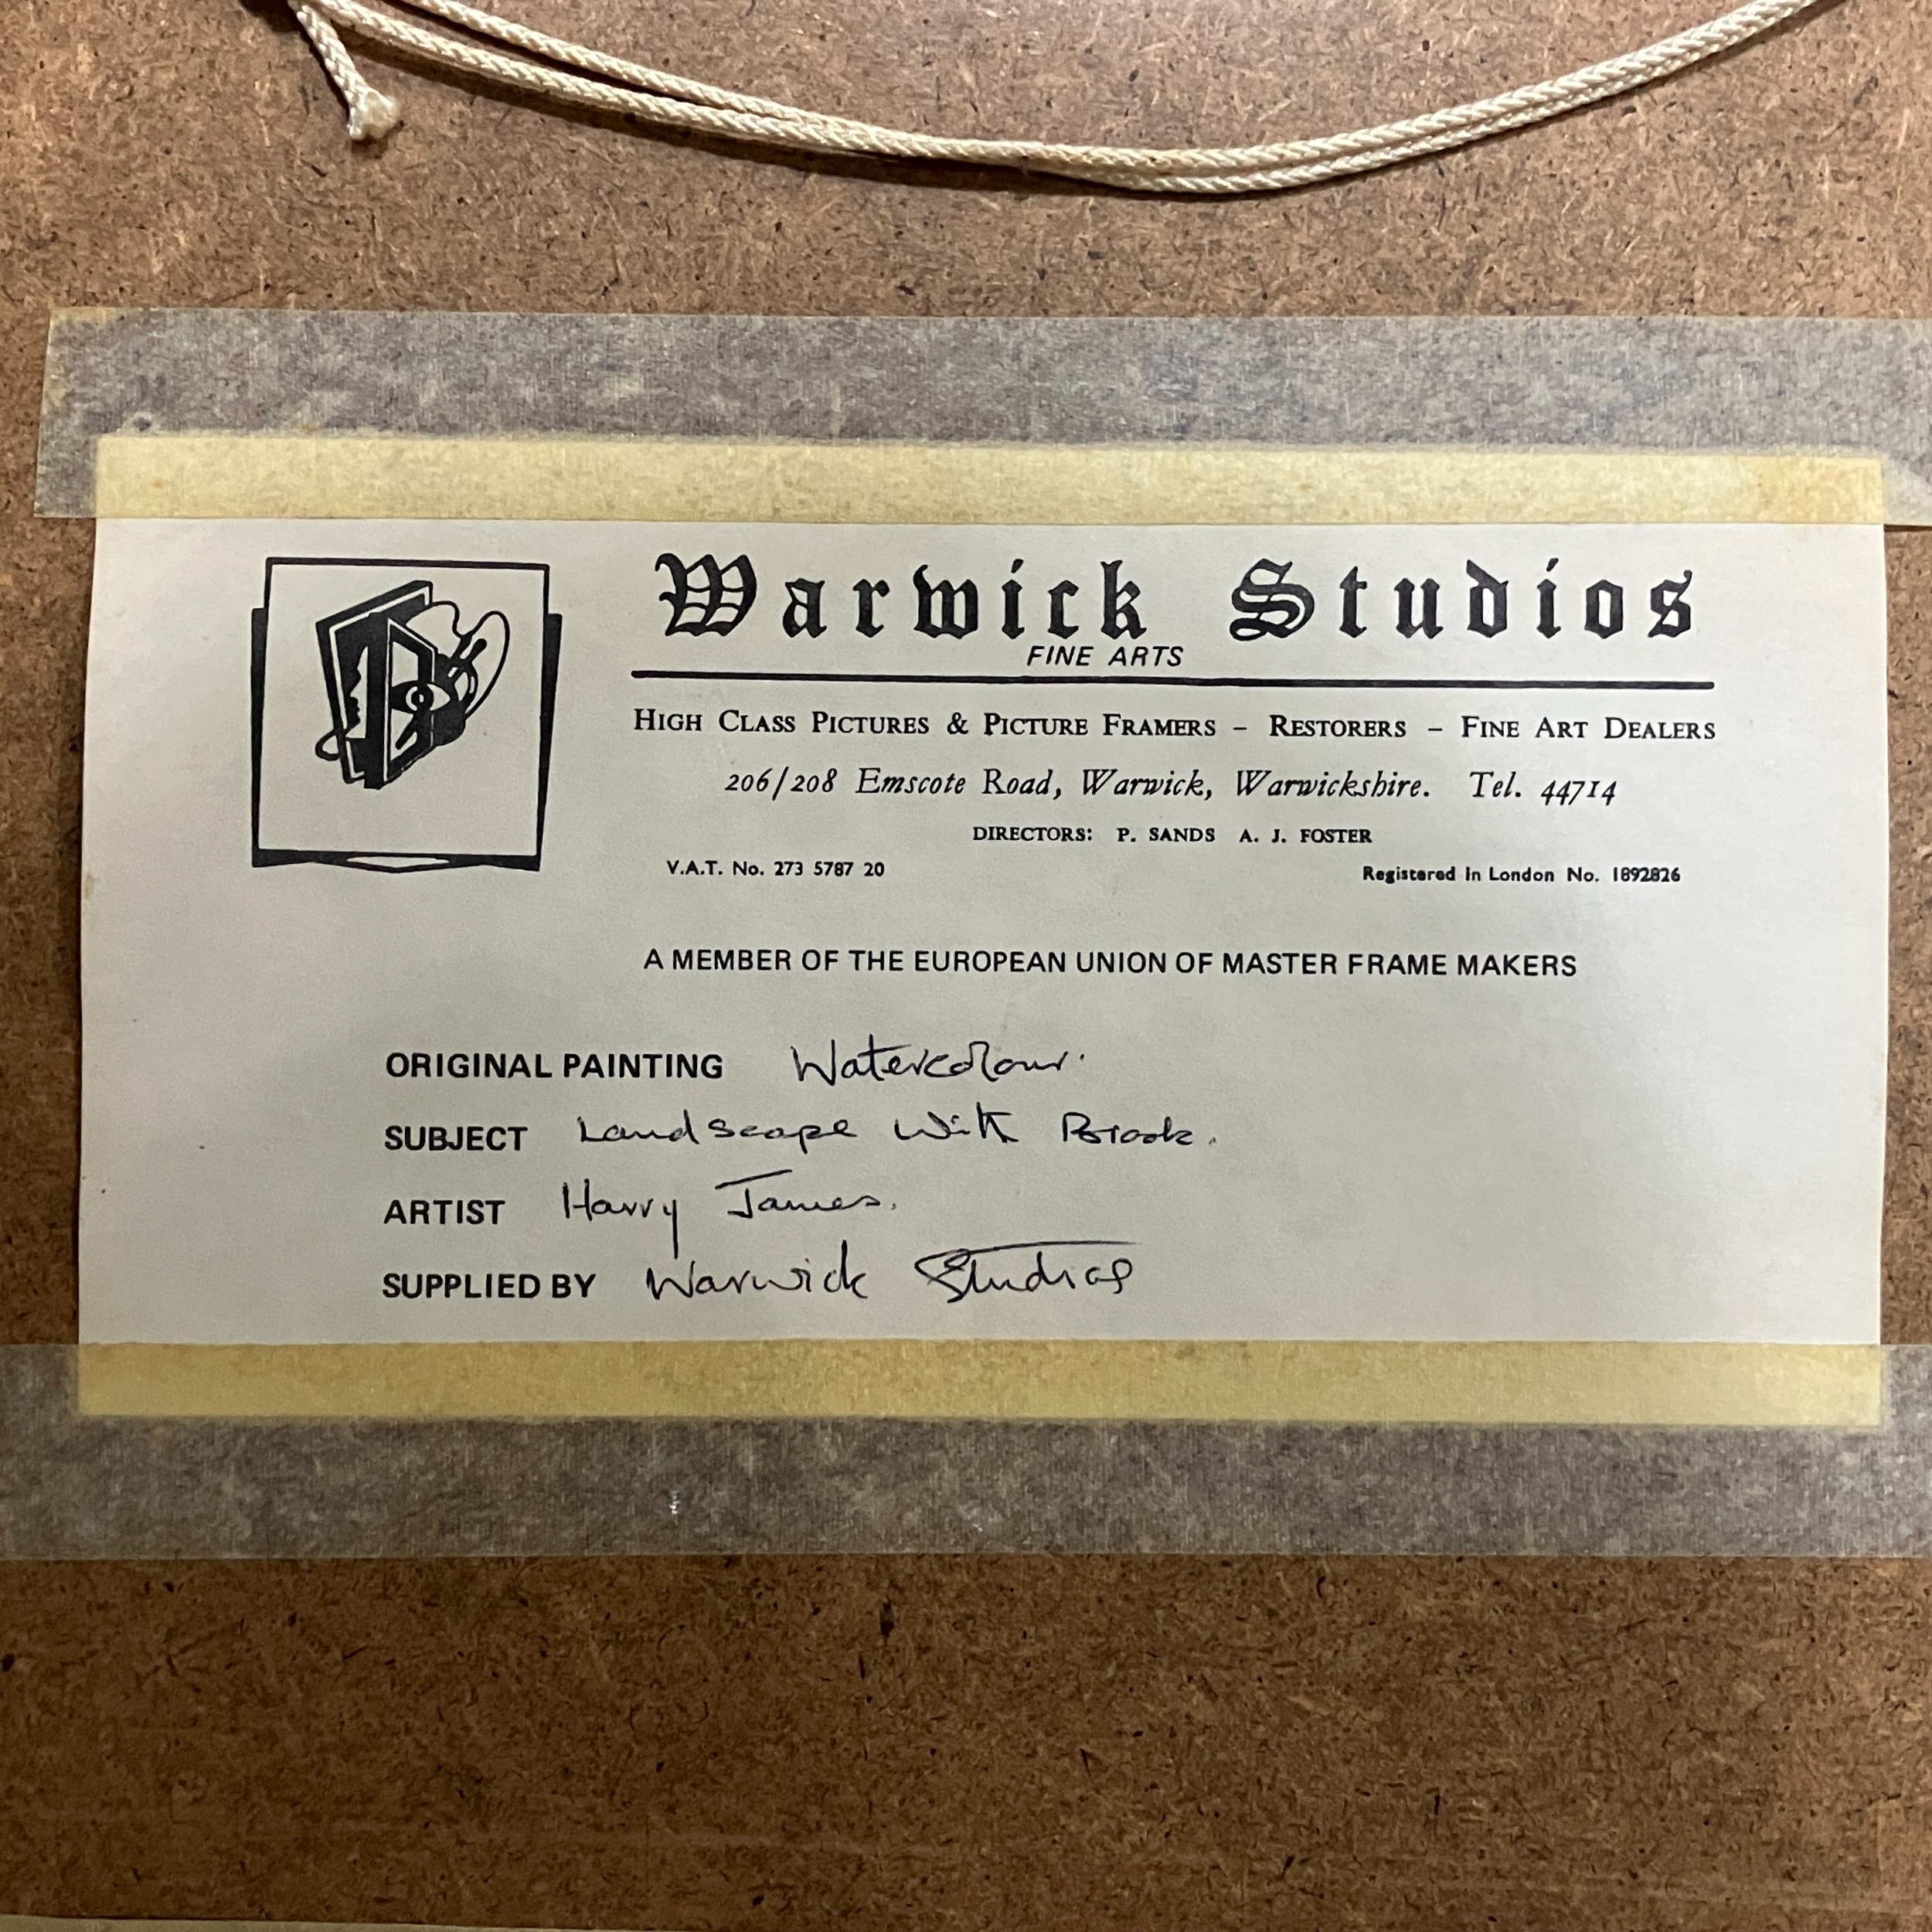 Warwick Studios
FINE ARTS
HIGH CLASS PICTURES & PICTURE FRAMERS – RESTORERS – FINE ART DEALERS
206/208 Emscote Road, Warwick, Warwickshire. Tel. 44714
DIRECTORS: P. SANDS A. J. FOSTER
V.A.T. No. 273 5787 20 Registered in London No. 1892826
A MEMBER OF THE EUROPEAN UNION OF MASTER FRAME MAKERS
ORIGINAL PAINTING Watercolour.
SUBJECT Landscape With Brook.
ARTIST Harry James.
SUPPLIED BY Warwick Studios